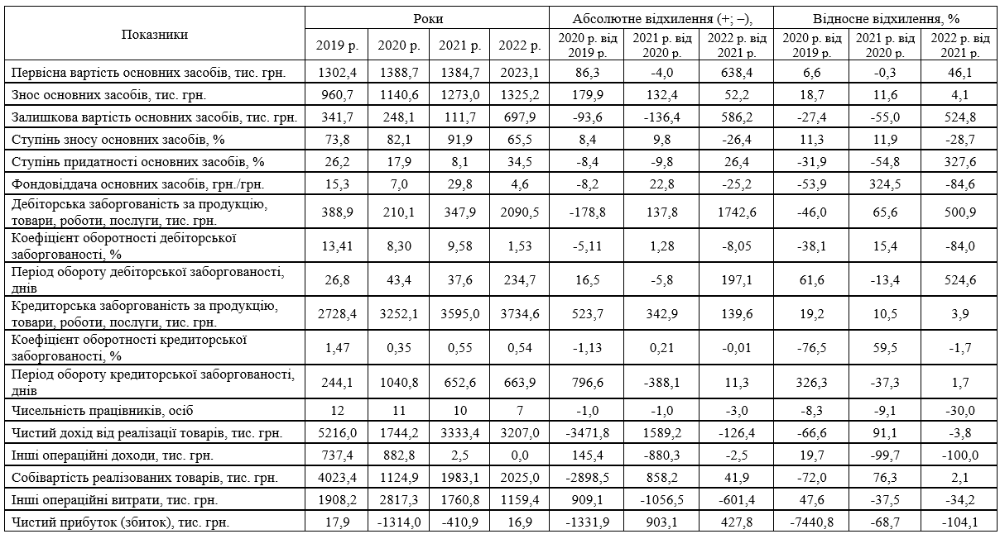 Показники
Роки
Абсолютне відхилення (+; –),
Відносне відхилення, %
2019 р. 2020 р. 2021 р. 2022 р. 2020 р. від 2021 р. від 2022 р. від 2020 р. від 2021 р. від 2022 р. від
2019 р. 2020 р. 2021 р. 2019 р. 2020 р. 2021 р.
Первісна вартість основних засобів, тис. грн. 1302,4 1388,7 1384,7 2023,1 86,3 -4,0 638,4 6,6 -0,3 46,1
Знос основних засобів, тис. грн. 960,7 1140,6 1273,0 1325,2 179,9 132,4 52,2 18,7 11,6 4,1
Залишкова вартість основних засобів, тис. грн. 341,7 248,1 111,7 697,9 -93,6 -136,4 586,2 -27,4 -55,0 524,8
Ступінь зносу основних засобів, % 73,8 82,1 91,9 65,5 8,4 9,8 -26,4 11,3 11,9 -28,7
Ступінь придатності основних засобів, % 26,2 17,9 8,1 34,5 -8,4 -9,8 26,4 -31,9 -54,8 327,6
Фондовіддача основних засобів, грн./грн. 15,3 7,0 29,8 4,6 -8,2 22,8 -25,2 -53,9 324,5 -84,6
Дебіторська заборгованість за продукцію,
товари, роботи, послуги, тис. грн. 388,9 210,1 347,9 2090,5 -178,8 137,8 1742,6 -46,0 65,6 500,9
Коефіцієнт оборотності дебіторської
заборгованості, % 13,41 8,30 9,58 1,53 -5,11 1,28 -8,05 -38,1 15,4 -84,0
Період обороту дебіторської заборгованості,
днів 26,8 43,4 37,6 234,7 16,5 -5,8 197,1 61,6 -13,4 524,6
Кредиторська заборгованість за продукцію,
товари, роботи, послуги, тис. грн. 2728,4 3252,1 3595,0 3734,6 523,7 342,9 139,6 19,2 10,5 3,9
Коефіцієнт оборотності кредиторської
заборгованості, % 1,47 0,35 0,55 0,54 -1,13 0,21 -0,01 -76,5 59,5 -1,7
Період обороту кредиторської заборгованості,
днів 244,1 1040,8 652,6 663,9 796,6 -388,1 11,3 326,3 -37,3 1,7
Чисельність працівників, осіб 12 11 10 7 -1,0 -1,0 -3,0 -8,3 -9,1 -30,0
Чистий дохід від реалізації товарів, тис. грн. 5216,0 1744,2 3333,4 3207,0 -3471,8 1589,2 -126,4 -66,6 91,1 -3,8
Інші операційні доходи, тис. грн. 737,4 882,8 2,5 0,0 145,4 -880,3 -2,5 19,7 -99,7 -100,0
Собівартість реалізованих товарів, тис. грн. 4023,4 1124,9 1983,1 2025,0 -2898,5 858,2 41,9 -72,0 76,3 2,1
Інші операційні витрати, тис. грн. 1908,2 2817,3 1760,8 1159,4 909,1 -1056,5 -601,4 47,6 -37,5 -34,2
Чистий прибуток (збиток), тис. грн. 17,9 -1314,0 -410,9 16,9 -1331,9 903,1 427,8 -7440,8 -68,7 -104,1